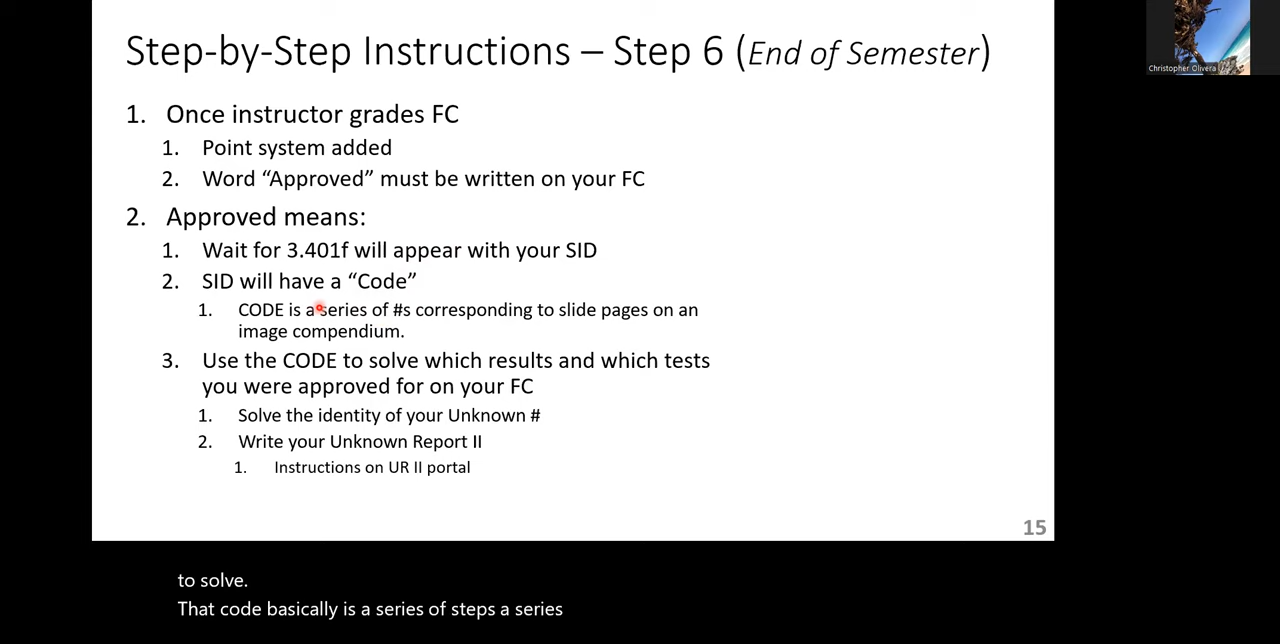 Step-by-Step Instructions – Step 6 (End of Semester)
Christopher Olivera
1. Once instructor grades FC
1. Point system added
2. Word “Approved” must be written on your FC
2. Approved means:
1. Wait for 3.401f will appear with your SID
2. SID will have a “Code”
1. CODE is a series of #s corresponding to slide pages on an
image compendium.
3. Use the CODE to solve which results and which tests
you were approved for on your FC
1. Solve the identity of your Unknown #
2. Write your Unknown Report II
1. Instructions on UR II portal
15
to solve.
That code basically is a series of steps a series